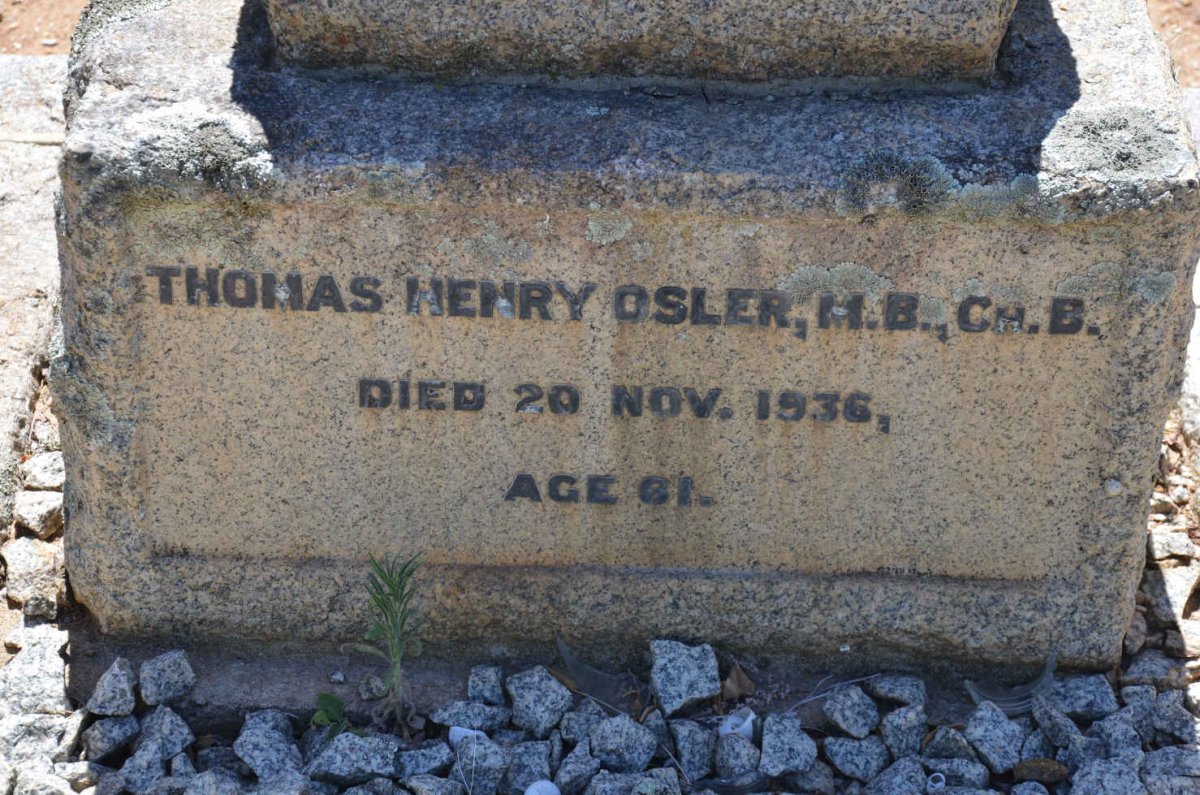 THOMAS HENRY OSLER, M.B., CH.B.
DIED 20 NOV. 1936,
AGE 61.